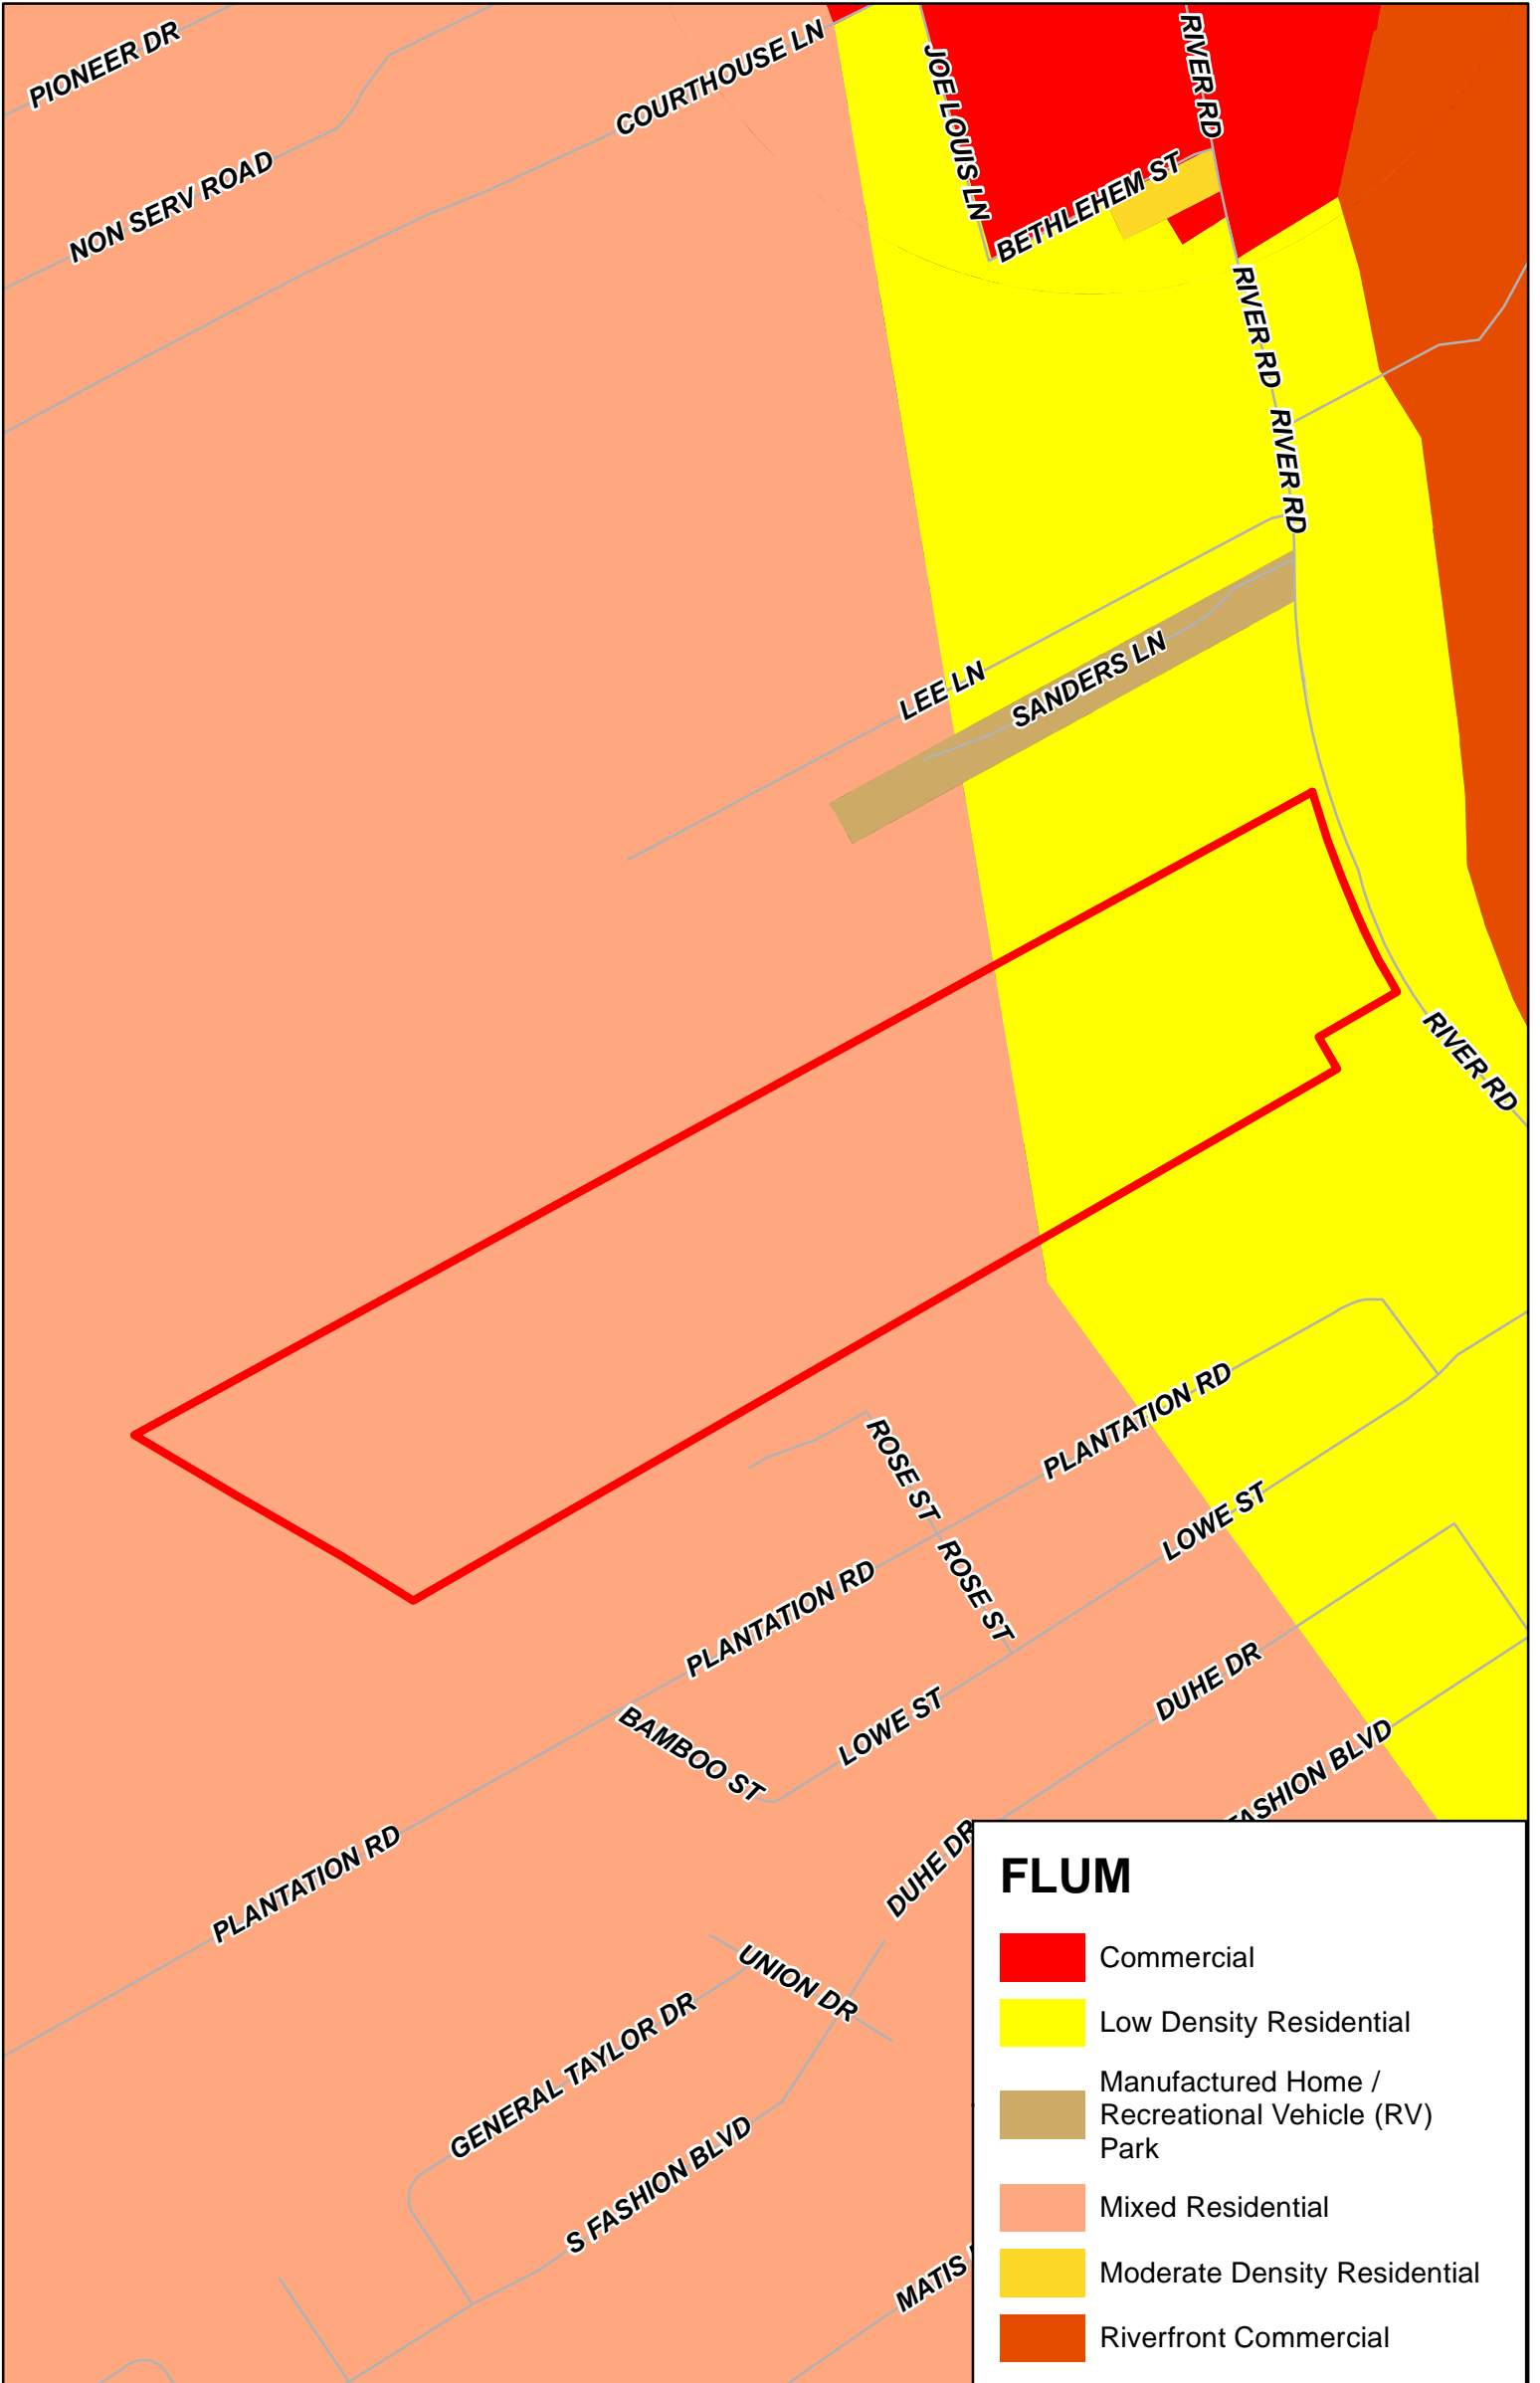 PIONEER DR
NON SERV ROAD
COURTHOUSE LN
JOE LOUIS LN
RIVER RD
BETHLEHEM ST
RIVER RD
RIVER RD
LEE LN
SANDERS LN
RIVER RD
PLANTATION RD
ROSE ST
LOWE ST
ROSE ST
PLANTATION RD
DUHE DR
LOWE ST
BAMBOO ST
FASHION BLVD
PLANTATION RD
DUHE DR
UNION DR
GENERAL TAYLOR DR
S FASHION BLVD
MATIS
FLUM
Commercial
Low Density Residential
Manufactured Home /
Recreational Vehicle (RV)
Park
Mixed Residential
Moderate Density Residential
Riverfront Commercial